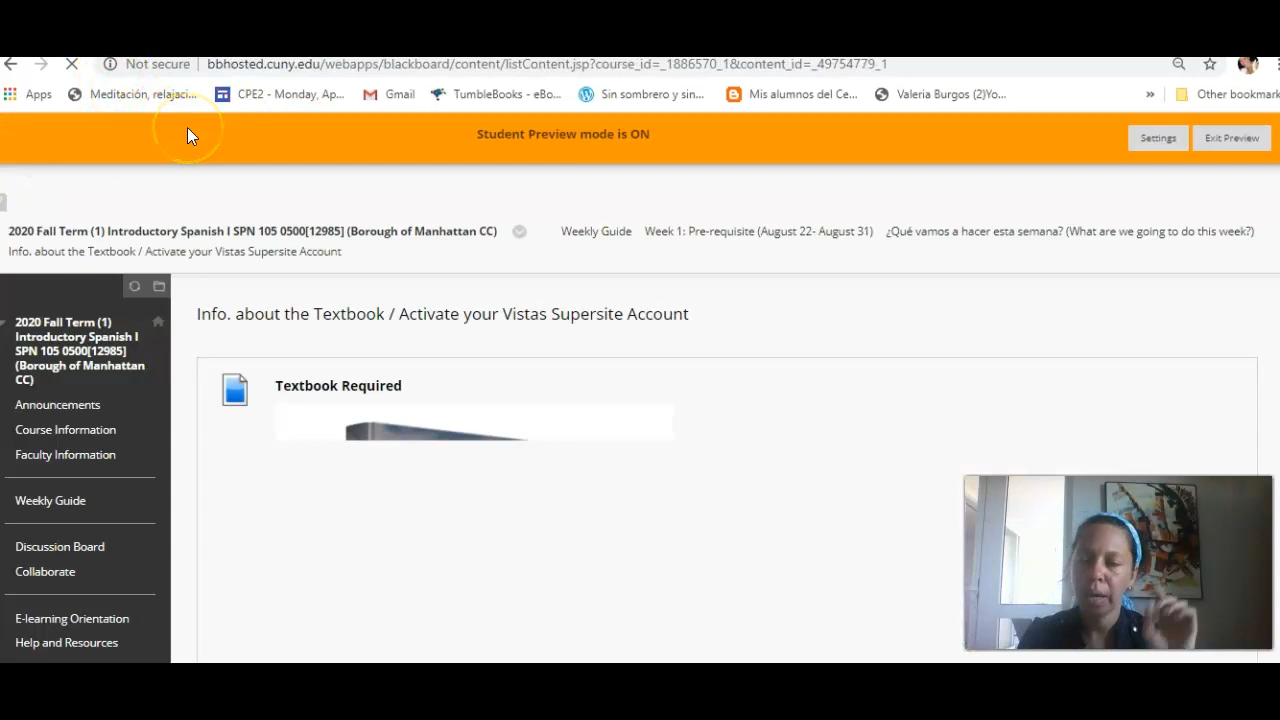 Not secure bbhosted.cuny.edu/webapps/blackboard/content/listContent.jsp?course_id=_1886570_1&content_id=_49754779_1
Apps Meditación, relajaci... CPE2 - Monday, Ap... Gmail TumbleBooks - eBo... Sin sombrero y sin... Mis alumnos del Ce... Valeria Burgos (2)Yo... » Other bookmark
Student Preview mode is ON
Settings Exit Preview
2020 Fall Term (1) Introductory Spanish I SPN 105 0500[12985] (Borough of Manhattan CC) Weekly Guide Week 1: Pre-requisite (August 22- August 31) ¿Qué vamos a hacer esta semana? (What are we going to do this week?)
Info. about the Textbook / Activate your Vistas Supersite Account
2020 Fall Term (1)
Introductory Spanish I
SPN 105 0500[12985]
(Borough of Manhattan
CC)
Announcements
Course Information
Faculty Information
Weekly Guide
Discussion Board
Collaborate
E-learning Orientation
Help and Resources
Info. about the Textbook / Activate your Vistas Supersite Account
Textbook Required